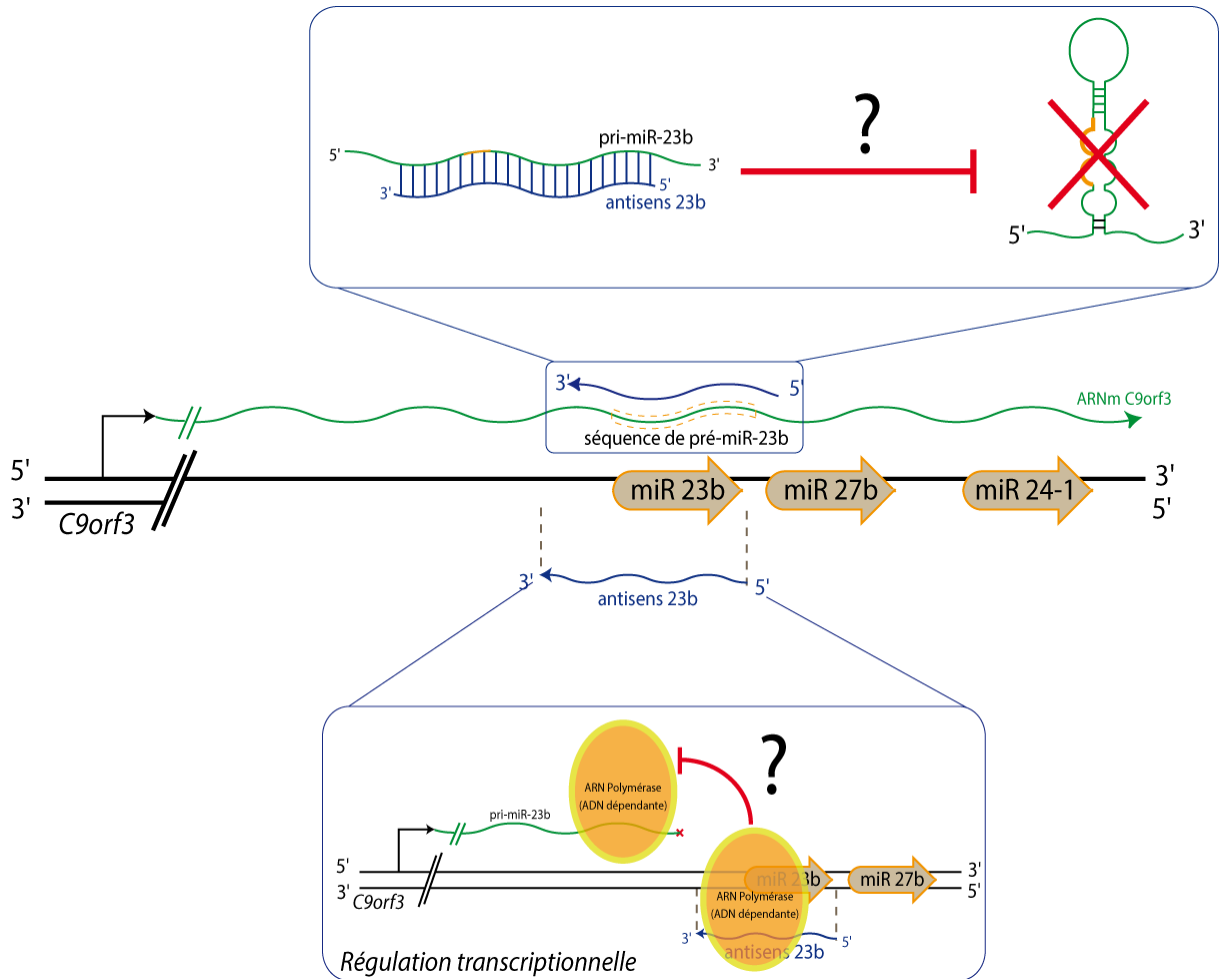 ?
pri-miR-23b
5'
3'
3'
5'
antisens 23b
5'
3'
3'
5'
ARNm C9orf3
séquence de pré-miR-23b
5'
3'
miR 23b
miR 27b
miR 24-1
3'
5'
C9orf3
3'
5'
antisens 23b
?
ARN Polymérase
(ADN dépendante)
pri-miR-23b
5'
3'
3'
5'
miR 23b
miR 27b
C9orf3
ARN Polymérase
(ADN dépendante)
3'
5'
antisens 23b
Régulation transcriptionnelle